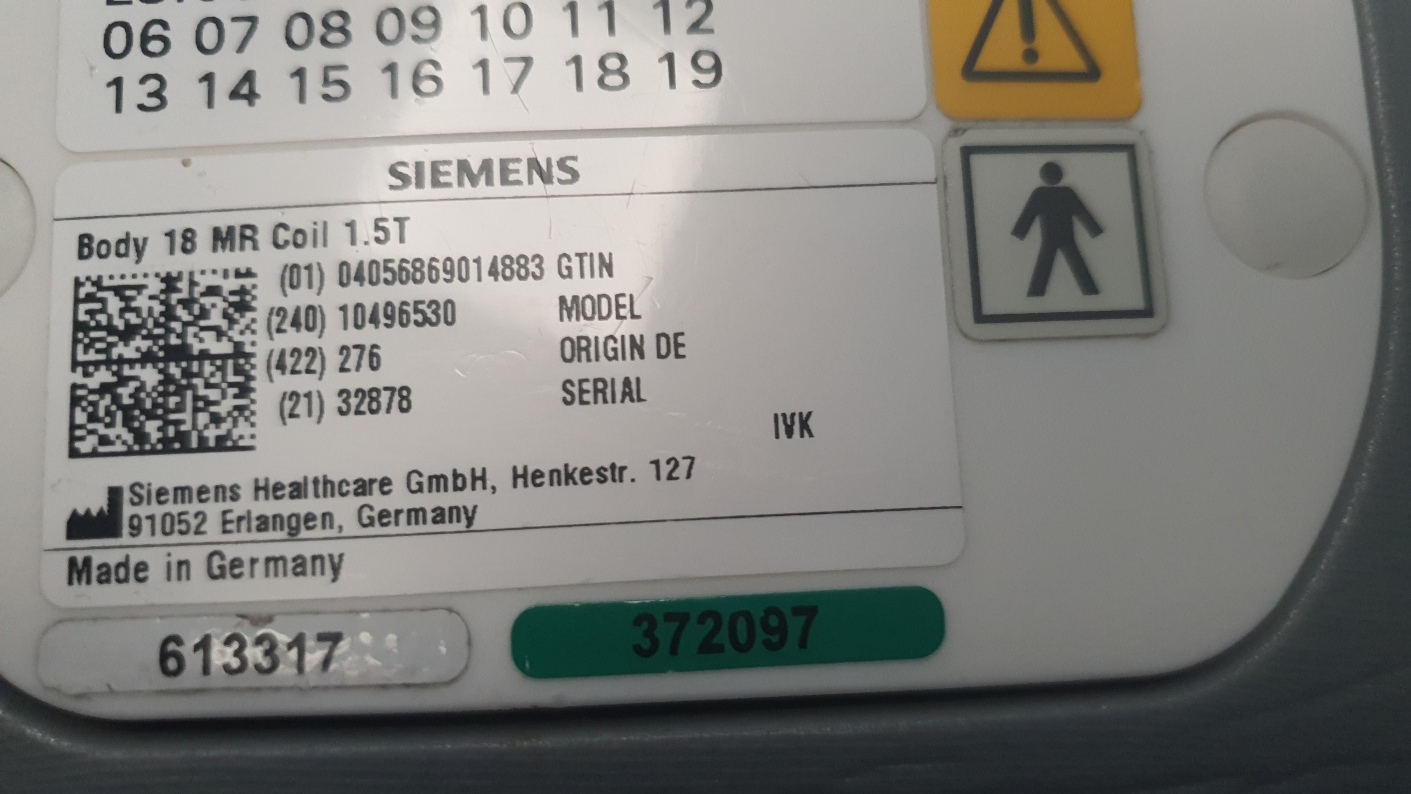 06 07 08 09 10 11 12
13 14 15 16 17 18 19
SIEMENS
Body 18 MR Coil 1.5T
(01) 04056869014883 GTIN
(240) 10496530 MODEL
(422) 276 ORIGIN DE
(21) 32878 SERIAL
IVK
Siemens Healthcare GmbH, Henkestr. 127
91052 Erlangen, Germany
Made in Germany
613317
372097